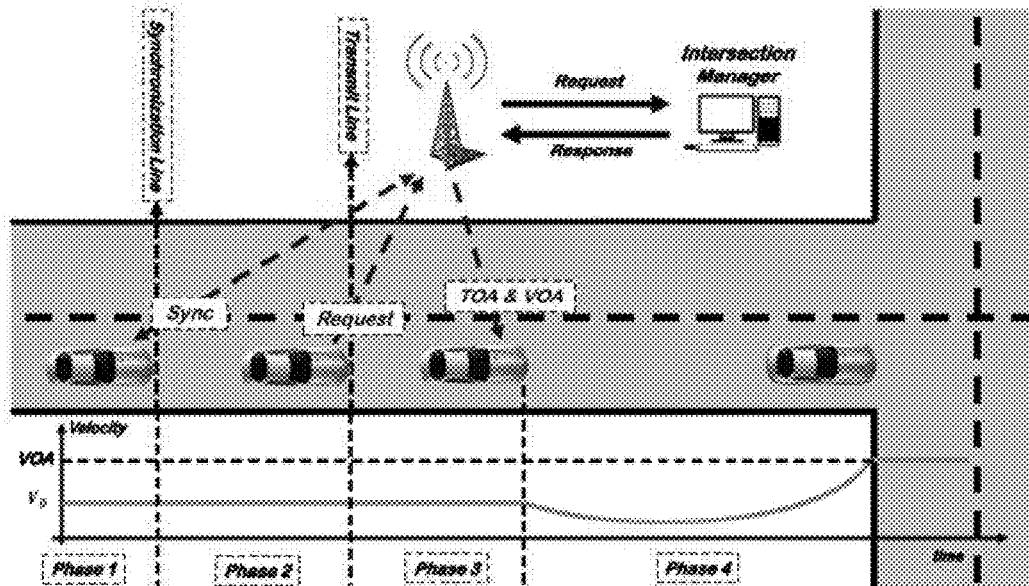 Synchronization Line
Transmit Line
Request
Response
Intersection
Manager
Sync
Request
TOA & VOA
Velocity
VOA
V₀
time
Phase 1
Phase 2
Phase 3
Phase 4